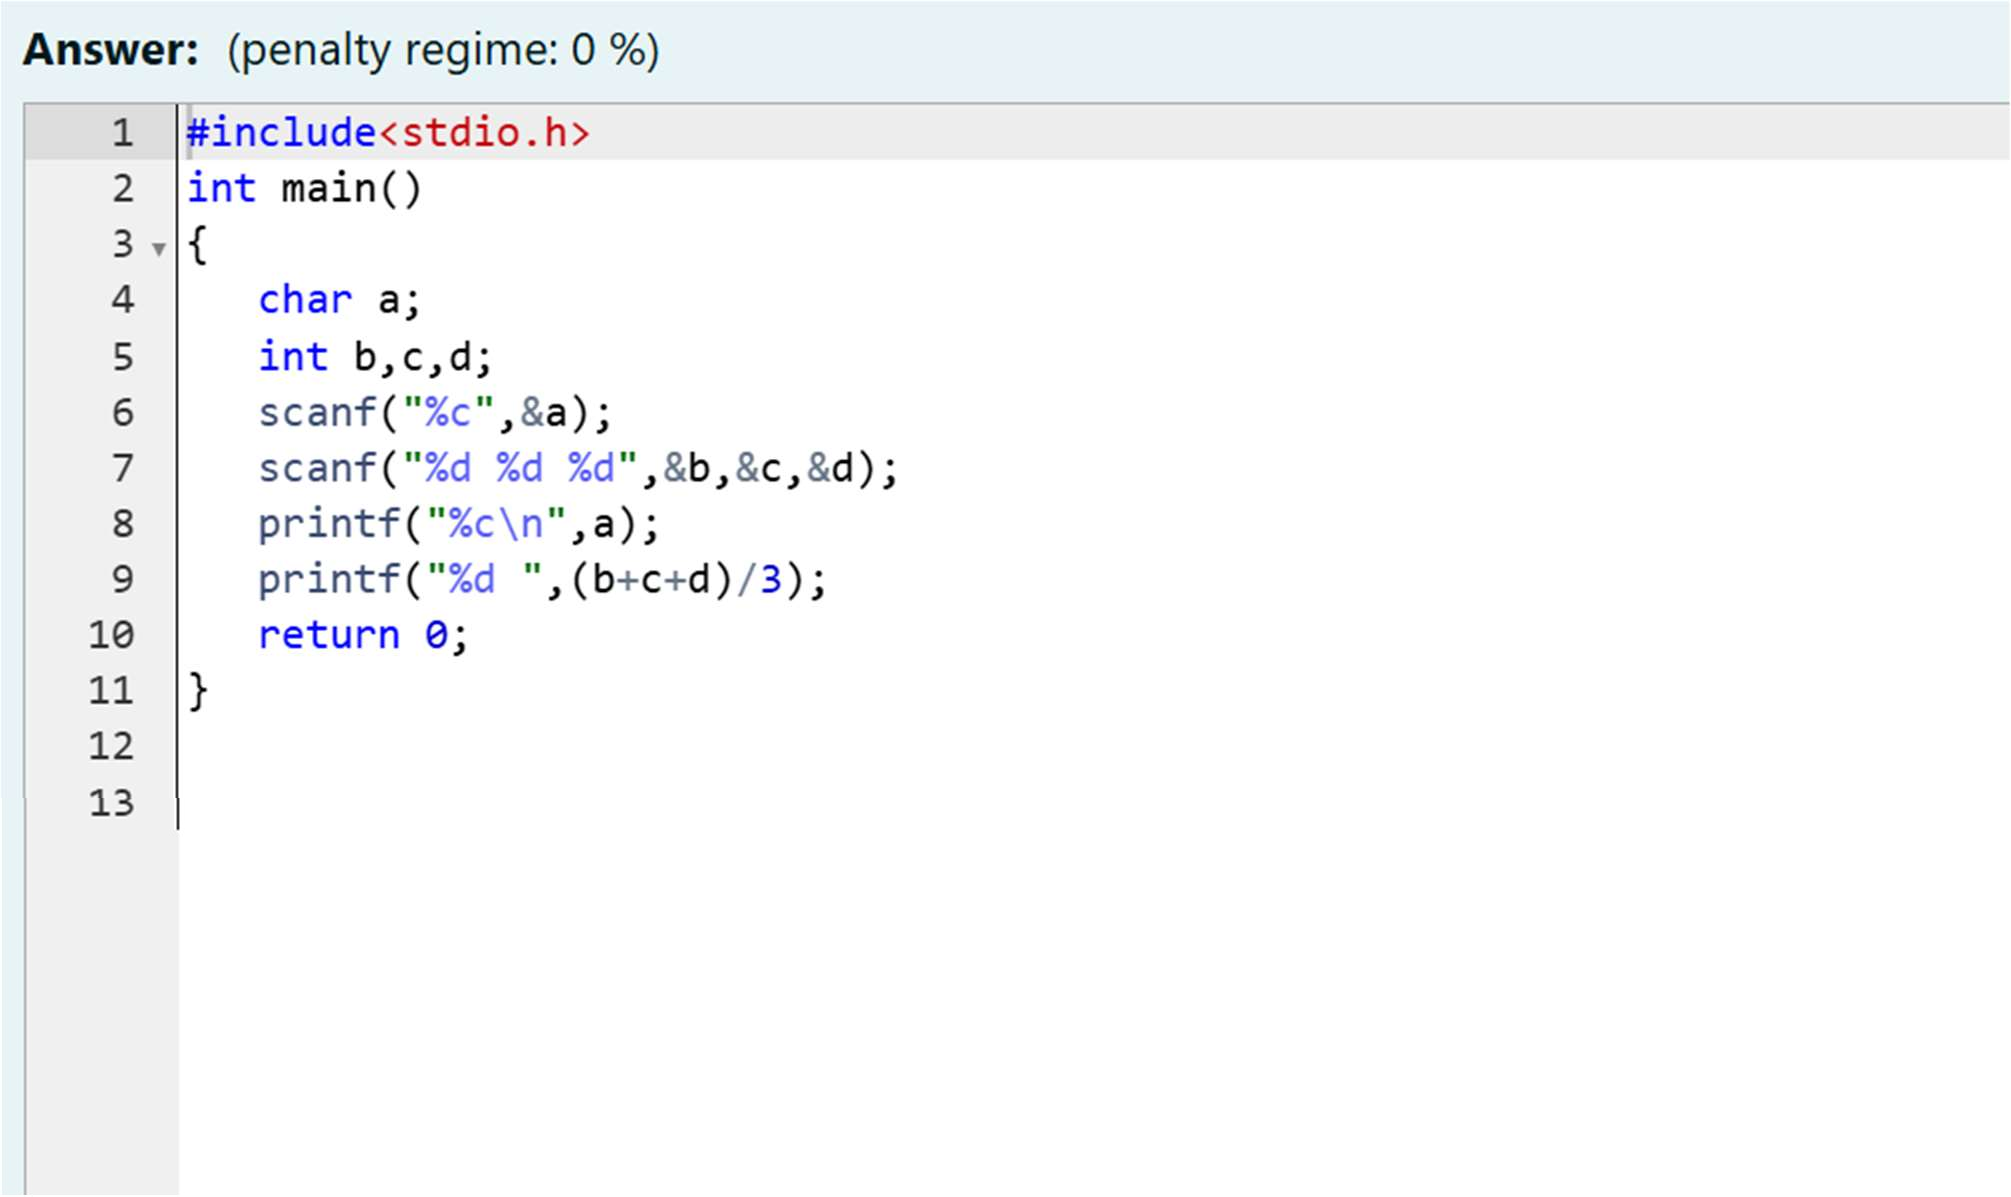 Answer: (penalty regime: 0 %)
1 #include<stdio.h>
2 int main()
3 {
4 char a;
5 int b,c,d;
6 scanf("%c",&a);
7 scanf("%d %d %d",&b,&c,&d);
8 printf("%c\n",a);
9 printf("%d ",(b+c+d)/3);
10 return 0;
11 }
12
13